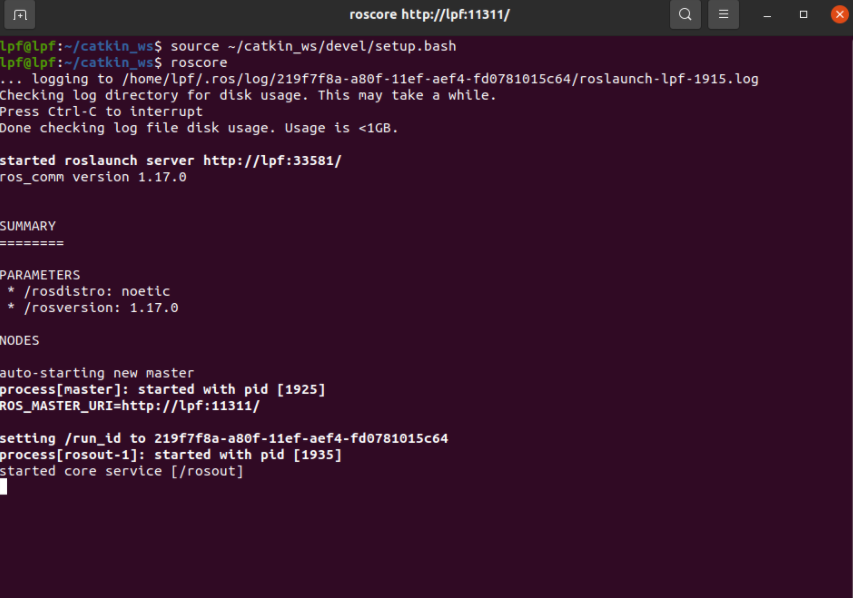 roscore http://lpf:11311/
lpf@lpf:~/catkin_ws$ source ~/catkin_ws/devel/setup.bash
lpf@lpf:~/catkin_ws$ roscore
... logging to /home/lpf/.ros/log/219f7f8a-a80f-11ef-aef4-fd0781015c64/roslaunch-lpf-1915.log
Checking log directory for disk usage. This may take a while.
Press Ctrl-C to interrupt
Done checking log file disk usage. Usage is <1GB.
started roslaunch server http://lpf:33581/
ros_comm version 1.17.0
SUMMARY
========
PARAMETERS
 * /rosdistro: noetic
 * /rosversion: 1.17.0
NODES
auto-starting new master
process[master]: started with pid [1925]
ROS_MASTER_URI=http://lpf:11311/
setting /run_id to 219f7f8a-a80f-11ef-aef4-fd0781015c64
process[rosout-1]: started with pid [1935]
started core service [/rosout]